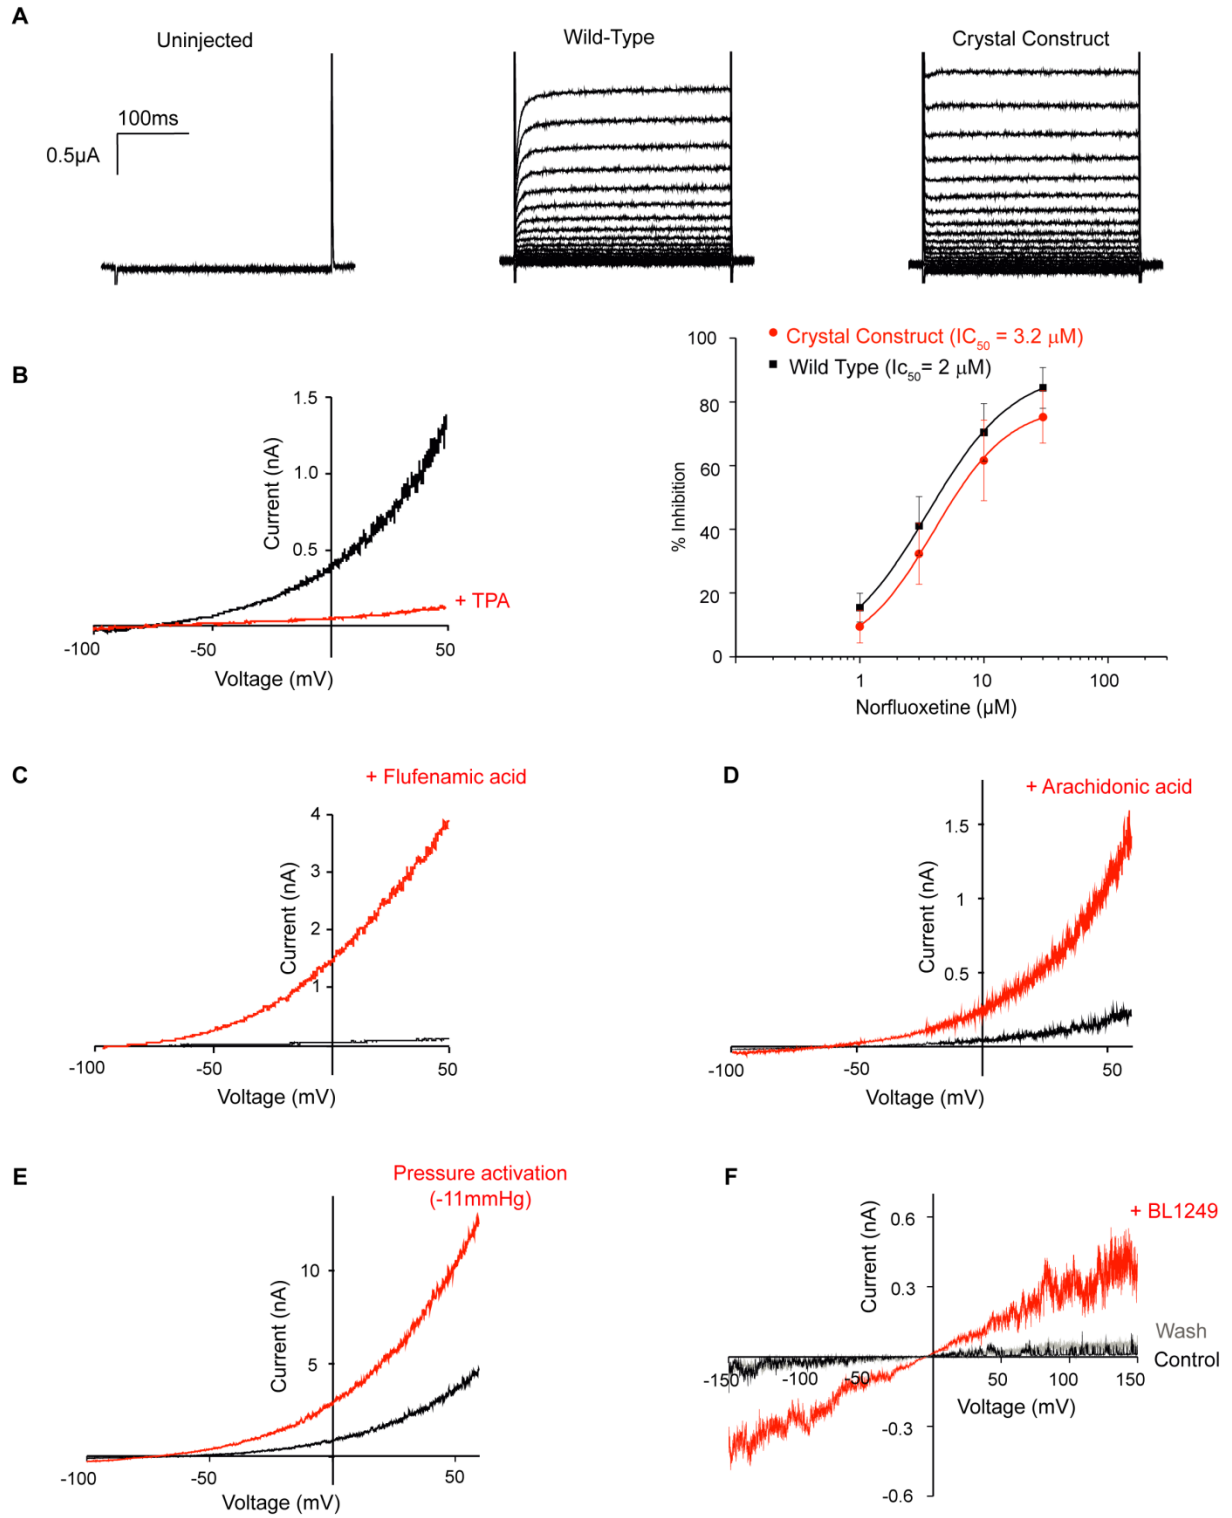 A
Uninjected
Wild-Type
Crystal Construct
100ms
0.5µA
B
1.5
1.0
0.5
Current (nA)
+ TPA
-100
-50
0
50
Voltage (mV)
100
80
60
40
20
0
% Inhibition
Crystal Construct (IC50 = 3.2 µM)
Wild Type (Ic50= 2 µM)
1
10
100
Norfluoxetine (µM)
C
+ Flufenamic acid
4
3
2
1
Current (nA)
-100
-50
0
50
Voltage (mV)
D
+ Arachidonic acid
1.5
1
0.5
Current (nA)
-100
-50
0
50
Voltage (mV)
E
Pressure activation
(-11mmHg)
10
5
Current (nA)
-100
-50
0
50
Voltage (mV)
F
+ BL1249
0.6
0.3
-0.3
-0.6
Current (nA)
Wash
Control
-150
-100
-50
50
100
150
Voltage (mV)